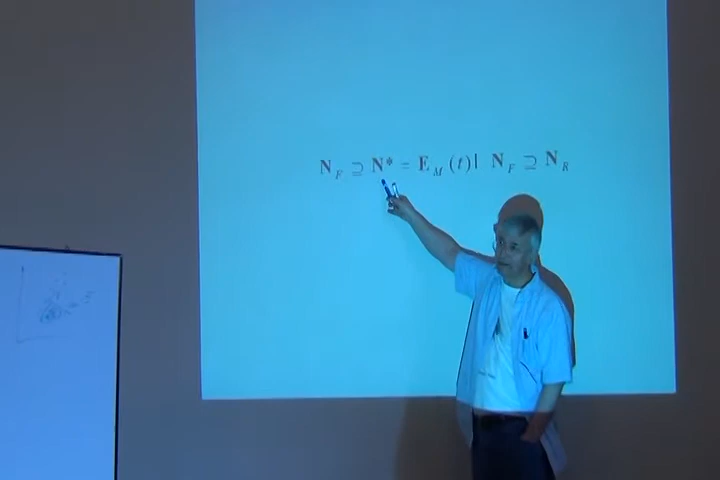 N_F ⊇ N* = E_M (t) | N_F ⊇ N_R